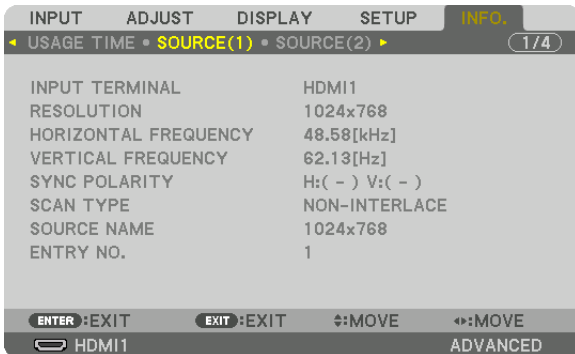 INPUT ADJUST DISPLAY SETUP INFO.
◄ USAGE TIME • SOURCE(1) • SOURCE(2) ► 1/4
INPUT TERMINAL HDMI1
RESOLUTION 1024x768
HORIZONTAL FREQUENCY 48.58[kHz]
VERTICAL FREQUENCY 62.13[Hz]
SYNC POLARITY H:( - ) V:( - )
SCAN TYPE NON-INTERLACE
SOURCE NAME 1024x768
ENTRY NO. 1
ENTER :EXIT EXIT :EXIT :MOVE :MOVE
HDMI1 ADVANCED